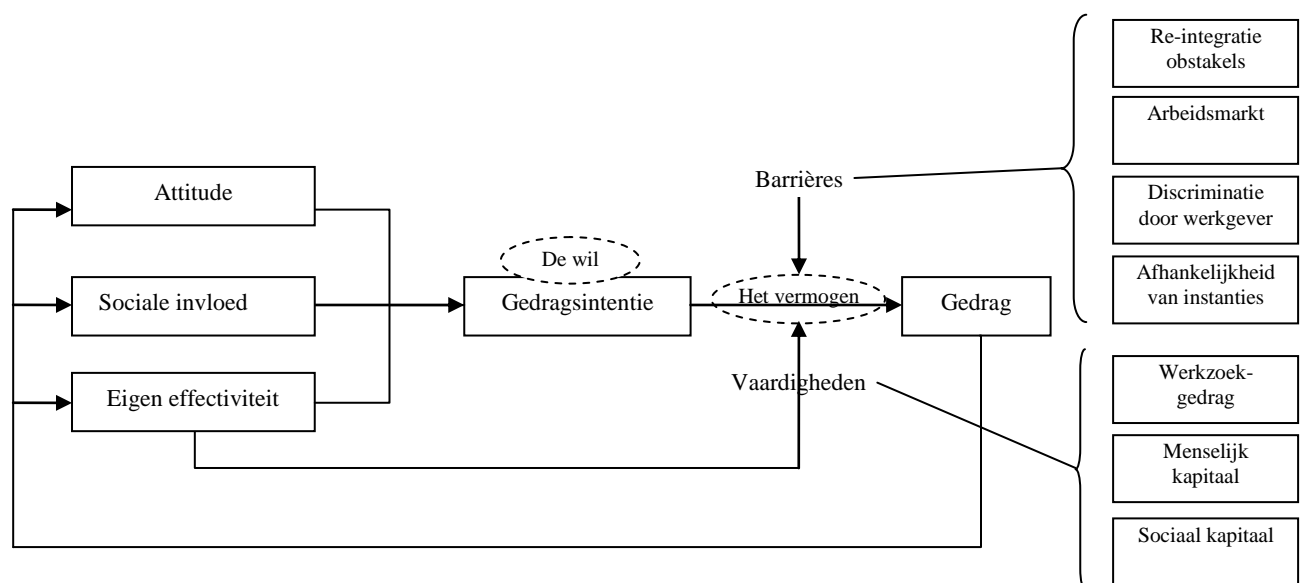 Re-integratie
obstakels
Arbeidsmarkt
Attitude
Barrières
Discriminatie
door werkgever
De wil
Sociale invloed
Gedragsintentie
Het vermogen
Gedrag
Afhankelijkheid
van instanties
Eigen effectiviteit
Vaardigheden
Werkzoek-
gedrag
Menselijk
kapitaal
Sociaal kapitaal